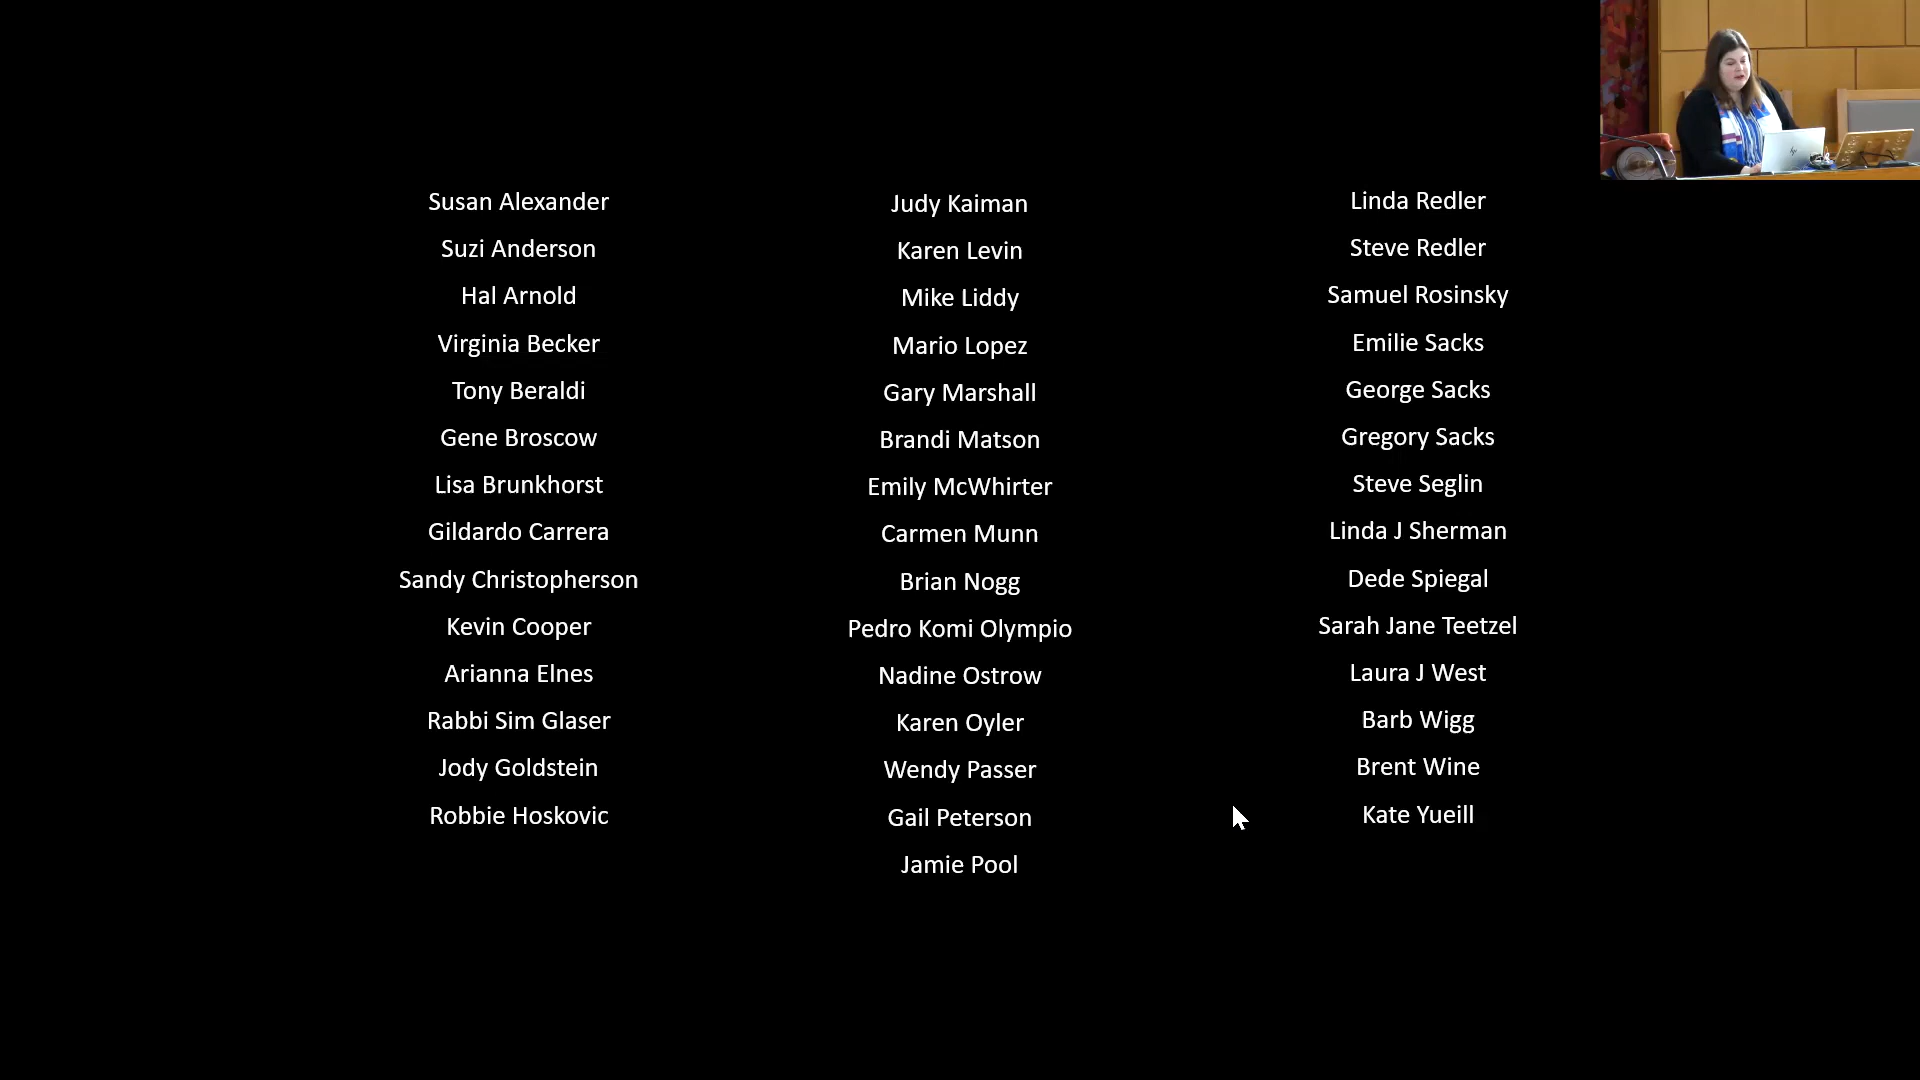 Susan Alexander
Suzi Anderson
Hal Arnold
Virginia Becker
Tony Beraldi
Gene Broscow
Lisa Brunkhorst
Gildardo Carrera
Sandy Christopherson
Kevin Cooper
Arianna Elnes
Rabbi Sim Glaser
Jody Goldstein
Robbie Hoskovic
Judy Kaiman
Karen Levin
Mike Liddy
Mario Lopez
Gary Marshall
Brandi Matson
Emily McWhirter
Carmen Munn
Brian Nogg
Pedro Komi Olympio
Nadine Ostrow
Karen Oyler
Wendy Passer
Gail Peterson
Jamie Pool
Linda Redler
Steve Redler
Samuel Rosinsky
Emilie Sacks
George Sacks
Gregory Sacks
Steve Seglin
Linda J Sherman
Dede Spiegal
Sarah Jane Teetzel
Laura J West
Barb Wigg
Brent Wine
Kate Yueill